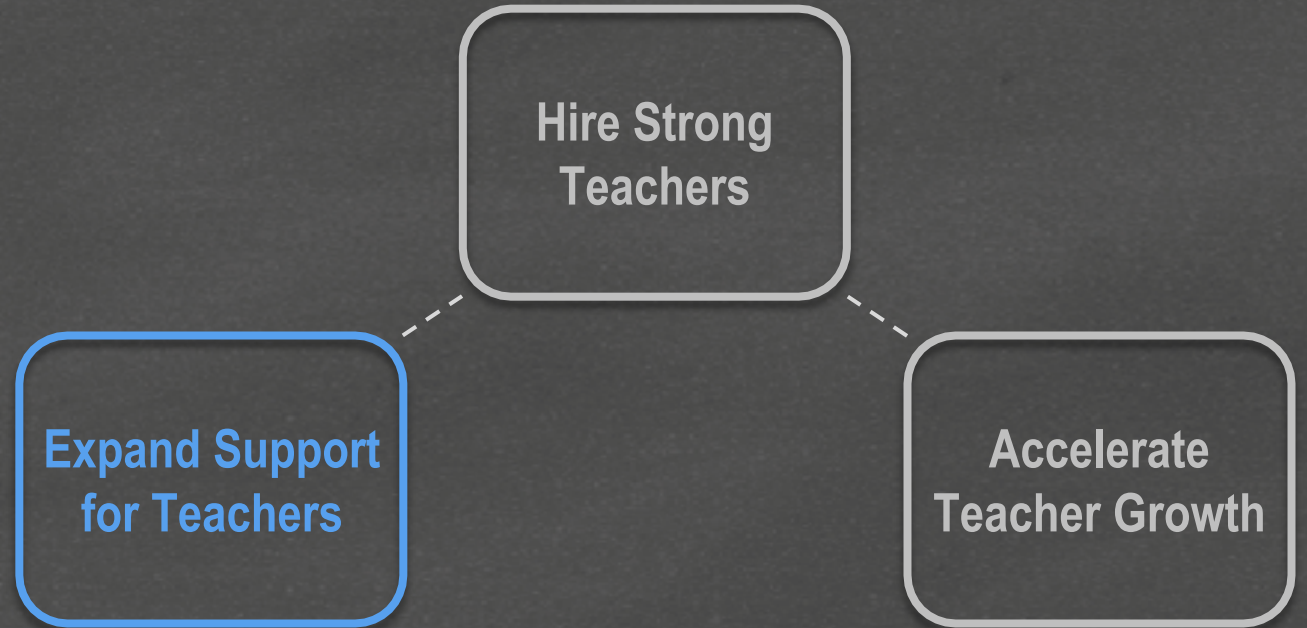 Hire Strong
Teachers
Expand Support
for Teachers
Accelerate
Teacher Growth